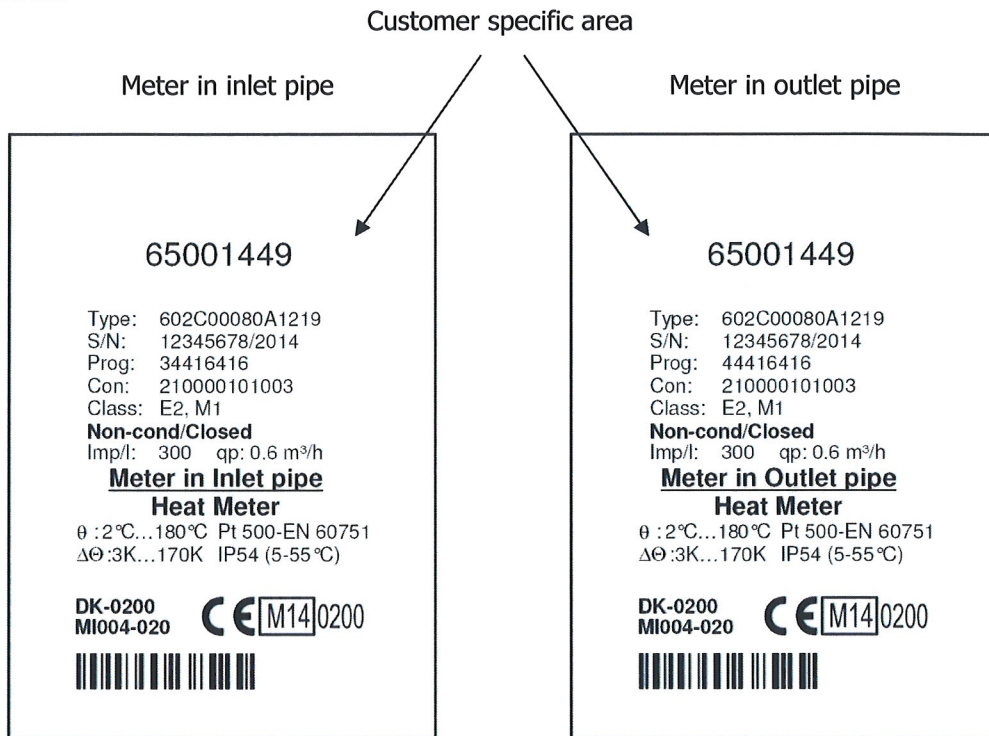 Customer specific area
Meter in inlet pipe
65001449
Type: 602C00080A1219
S/N: 12345678/2014
Prog: 34416416
Con: 210000101003
Class: E2, M1
Non-cond/Closed
Imp/l: 300 qp: 0.6 m³/h
Meter in Inlet pipe
Heat Meter
θ :2°C...180°C Pt 500-EN 60751
ΔΘ:3K...170K IP54 (5-55°C)
DK-0200
MI004-020
CE M14 0200
Meter in outlet pipe
65001449
Type: 602C00080A1219
S/N: 12345678/2014
Prog: 44416416
Con: 210000101003
Class: E2, M1
Non-cond/Closed
Imp/l: 300 qp: 0.6 m³/h
Meter in Outlet pipe
Heat Meter
θ :2°C...180°C Pt 500-EN 60751
ΔΘ:3K...170K IP54 (5-55°C)
DK-0200
MI004-020
CE M14 0200